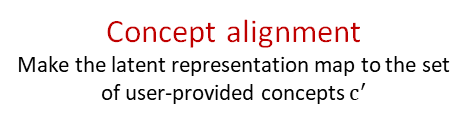 Concept alignment
Make the latent representation map to the set
of user-provided concepts c′